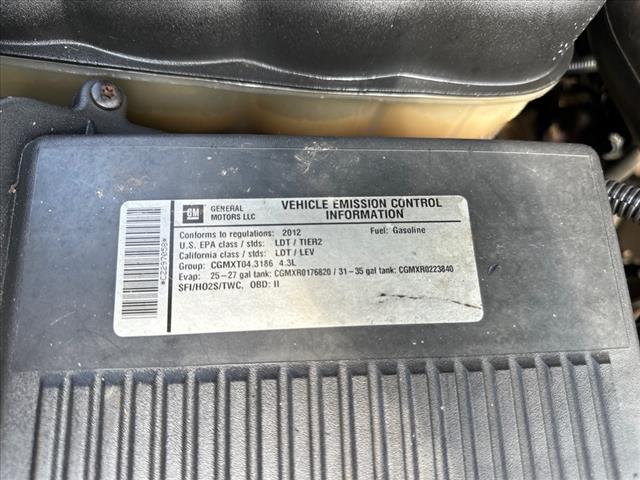 GM
GENERAL MOTORS LLC
VEHICLE EMISSION CONTROL
INFORMATION
Conforms to regulations: 2012 Fuel: Gasoline
U.S. EPA class / stds: LDT / TIER2
California class / stds: LDT / LEV
Group: CGMXT04.3186 4.3L
Evap: 25-27 gal tank: CGMXR0176820 / 31-35 gal tank: CGMXR0223840
SFI/HO2S/TWC, OBD: II
*C2297058*